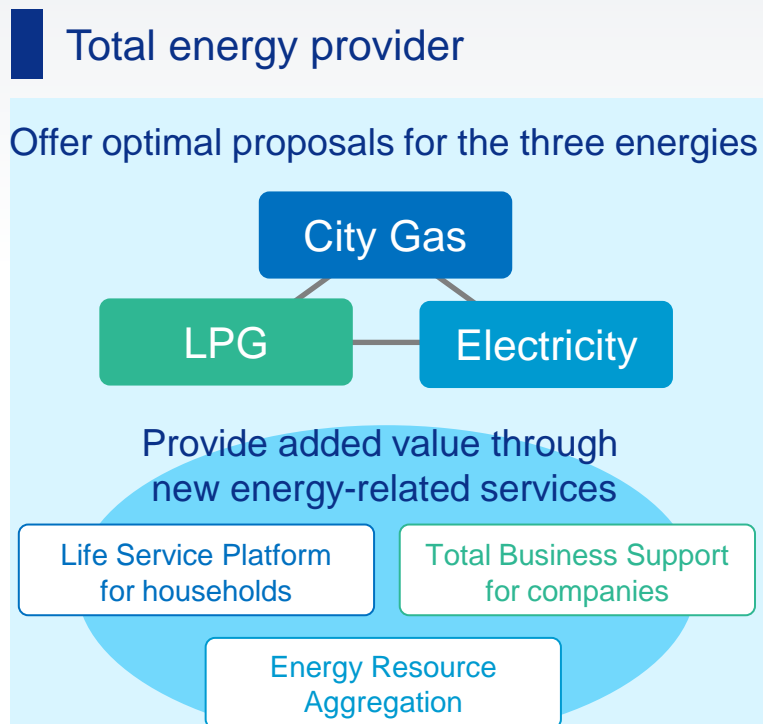 Total energy provider
Offer optimal proposals for the three energies
City Gas
LPG
Electricity
Provide added value through
new energy-related services
Life Service Platform
for households
Total Business Support
for companies
Energy Resource
Aggregation